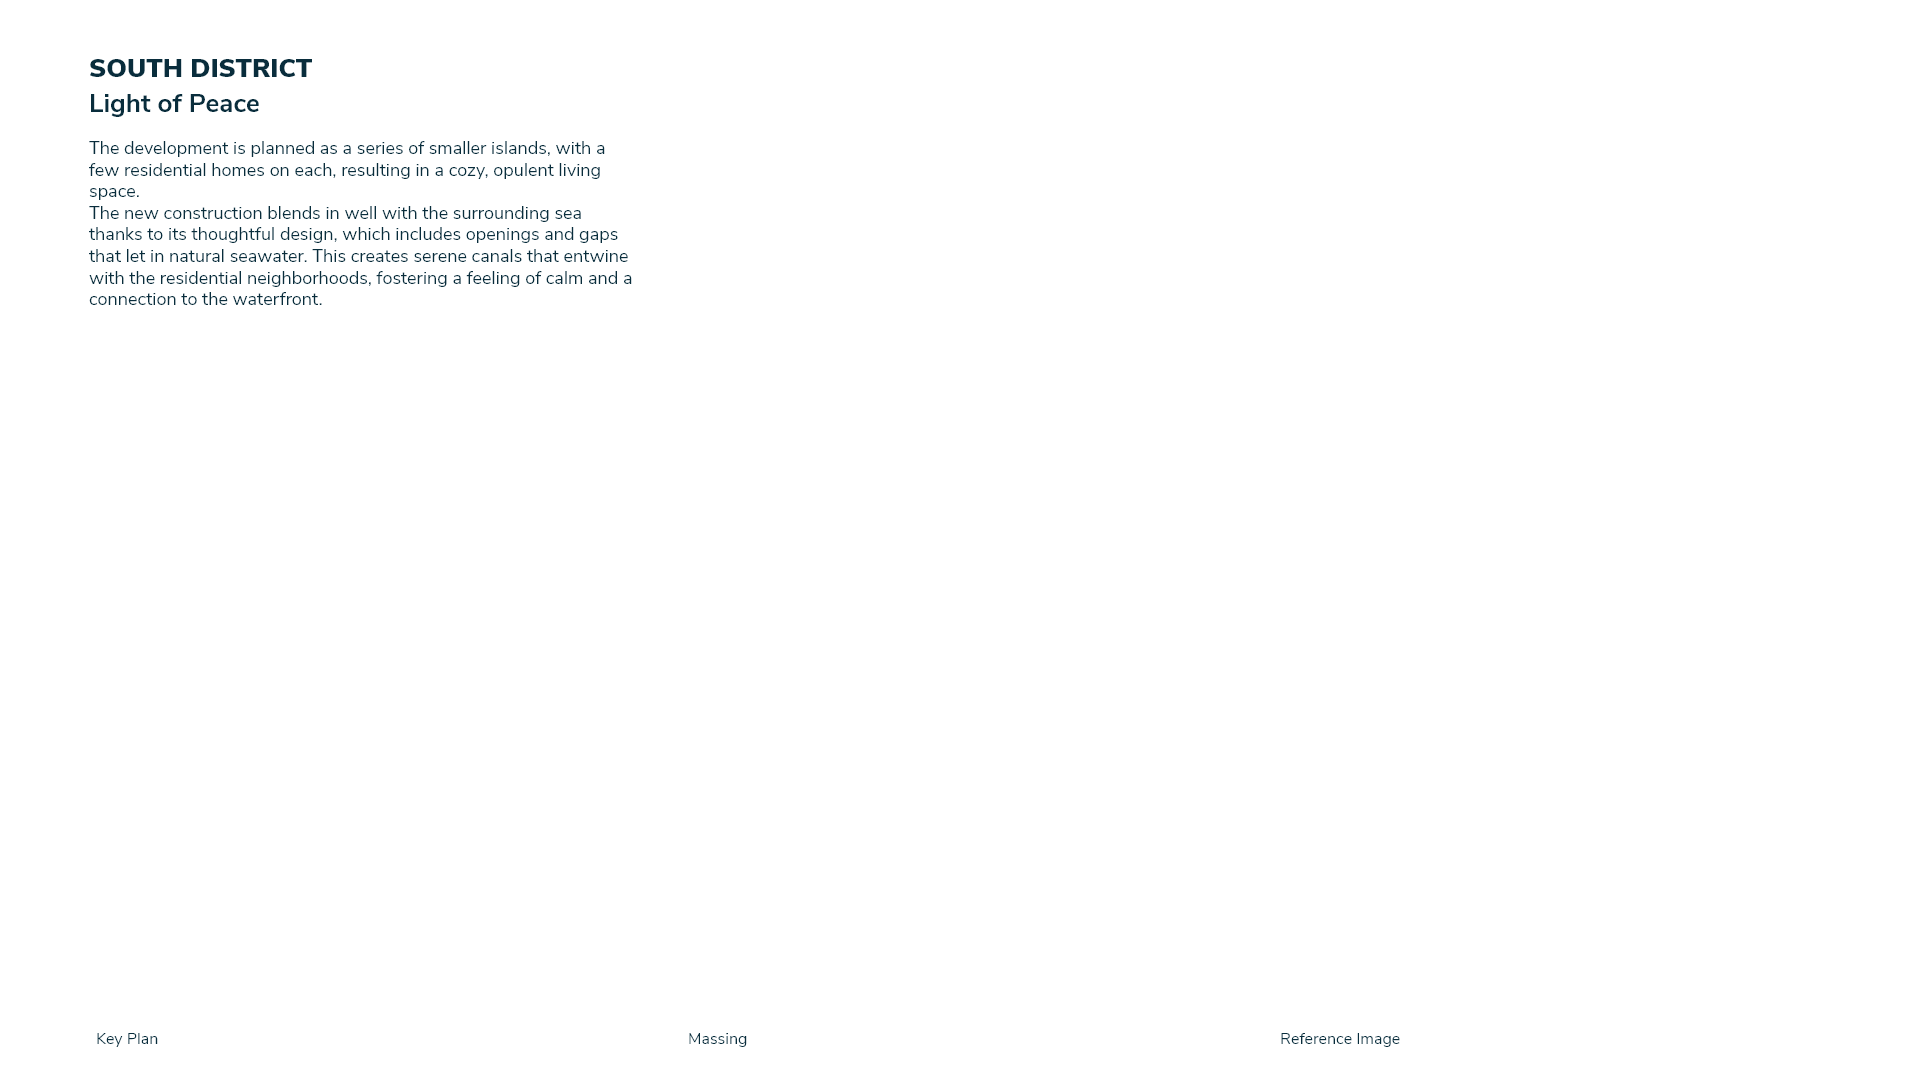 SOUTH DISTRICT
Light of Peace
The development is planned as a series of smaller islands, with a
few residential homes on each, resulting in a cozy, opulent living
space.
The new construction blends in well with the surrounding sea
thanks to its thoughtful design, which includes openings and gaps
that let in natural seawater. This creates serene canals that entwine
with the residential neighborhoods, fostering a feeling of calm and a
connection to the waterfront.
Key Plan
Massing
Reference Image